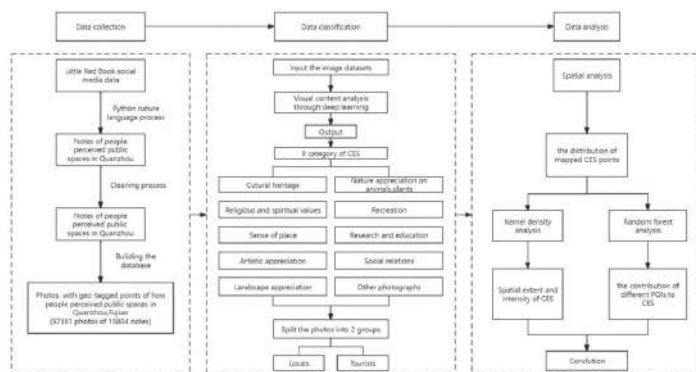 Data collection
Data classification
Data analysis
Little Red Book social
media data
Python nature
language process
Notes of people
perceived public
spaces in Quanzhou
Cleaning process
Notes of people
perceived public
spaces in Quanzhou
Building the
database
Photos with geo-tagged points of how
people perceived public spaces in
Quanzhou,Fujian
photos of 15804 notes)
Input the image datasets
Visual content analysis
through deep learning
Output
9 category of CES
Cutural heritage
Nature appreciation on
animals,plants
Religious and spiritual values
Recreation
Sense of place
Research and education
Artistic appreciation
Social relations
Landscape appreciation
Other photographs
Split the photos into 2 groups
Locals
Tourists
Spatial analysis
the distribution of
mapped CES points
Kernel density
analysis
Random forest
analysis
Spatial extent and
intensity of CES
the contribution of
different POIs to
CES
Conclution